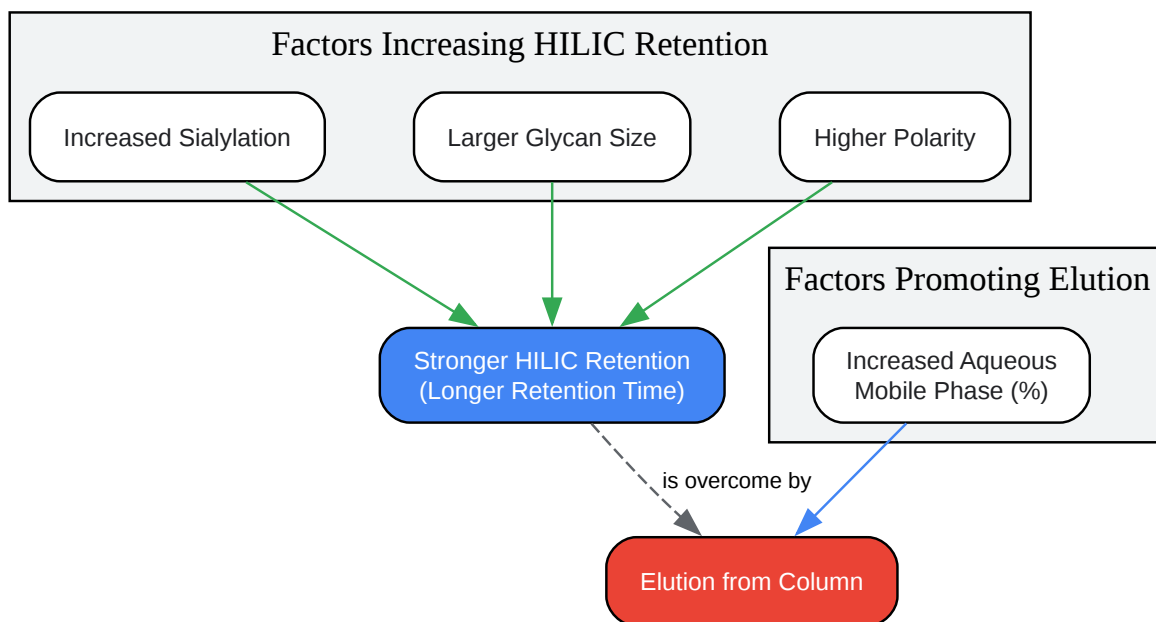 Factors Increasing HILIC Retention
Increased Sialylation
Larger Glycan Size
Higher Polarity
Factors Promoting Elution
Stronger HILIC Retention
(Longer Retention Time)
Increased Aqueous
Mobile Phase (%)
is overcome by
Elution from Column